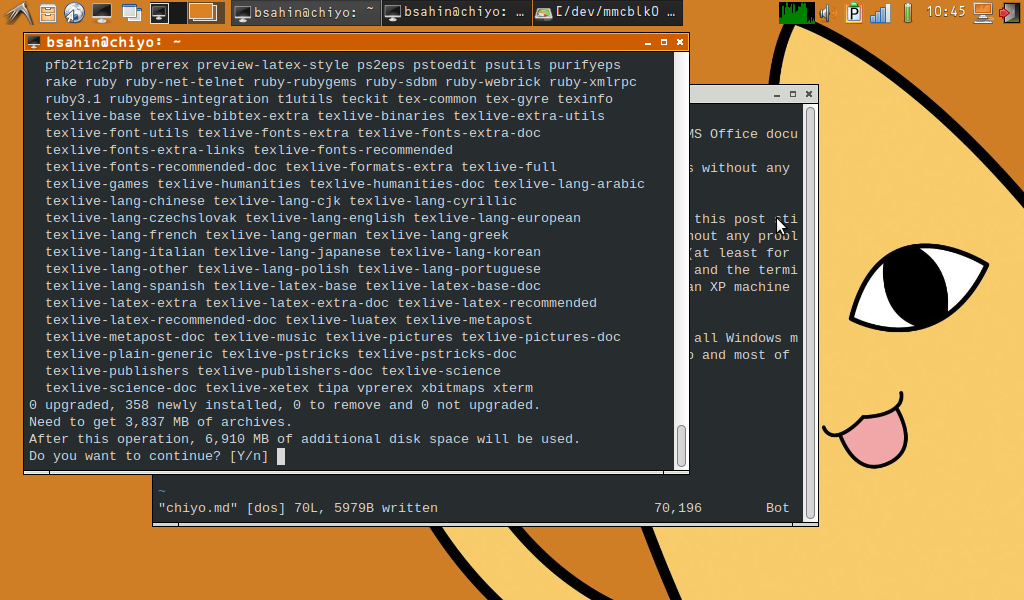 bsahin@chiyo: ~
bsahin@chiyo: …
[/dev/mmcblk0 …
P
10:45
bsahin@chiyo: ~
pfb2t1c2pfb prerex preview-latex-style ps2eps pstoedit psutils purifyeps
rake ruby ruby-net-telnet ruby-rubygems ruby-sdbm ruby-webrick ruby-xmlrpc
ruby3.1 rubygems-integration t1utils teckit tex-common tex-gyre texinfo
texlive-base texlive-bibtex-extra texlive-binaries texlive-extra-utils
texlive-font-utils texlive-fonts-extra texlive-fonts-extra-doc
texlive-fonts-extra-links texlive-fonts-recommended
texlive-fonts-recommended-doc texlive-formats-extra texlive-full
texlive-games texlive-humanities texlive-humanities-doc texlive-lang-arabic
texlive-lang-chinese texlive-lang-cjk texlive-lang-cyrillic
texlive-lang-czechslovak texlive-lang-english texlive-lang-european
texlive-lang-french texlive-lang-german texlive-lang-greek
texlive-lang-italian texlive-lang-japanese texlive-lang-korean
texlive-lang-other texlive-lang-polish texlive-lang-portuguese
texlive-lang-spanish texlive-latex-base texlive-latex-base-doc
texlive-latex-extra texlive-latex-extra-doc texlive-latex-recommended
texlive-latex-recommended-doc texlive-luatex texlive-metapost
texlive-metapost-doc texlive-music texlive-pictures texlive-pictures-doc
texlive-plain-generic texlive-pstricks texlive-pstricks-doc
texlive-publishers texlive-publishers-doc texlive-science
texlive-science-doc texlive-xetex tipa vprerex xbitmaps xterm
0 upgraded, 358 newly installed, 0 to remove and 0 not upgraded.
Need to get 3,837 MB of archives.
After this operation, 6,910 MB of additional disk space will be used.
Do you want to continue? [Y/n]
MS Office docu
s without any
this post sti
hout any probl
(at least for
and the termi
an XP machine
all Windows m
o and most of
~
"chiyo.md" [dos] 70L, 5979B written 70,196 Bot